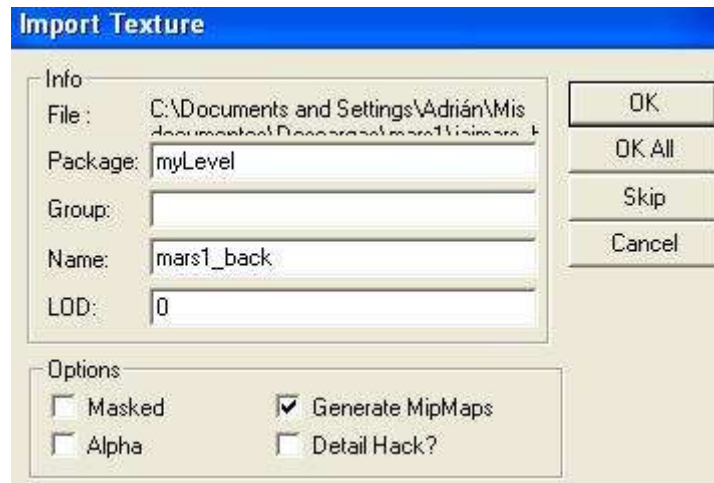 Import Texture
Info
File : C:\Documents and Settings\Adrián\Mis
OK
Package: myLevel
OK All
Group:
Skip
Name: mars1_back
Cancel
LOD: 0
Options
Masked
Generate MipMaps
Alpha
Detail Hack?